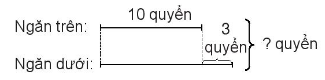 10 quyển
Ngăn trên:
3
quyển
? quyển
Ngăn dưới: